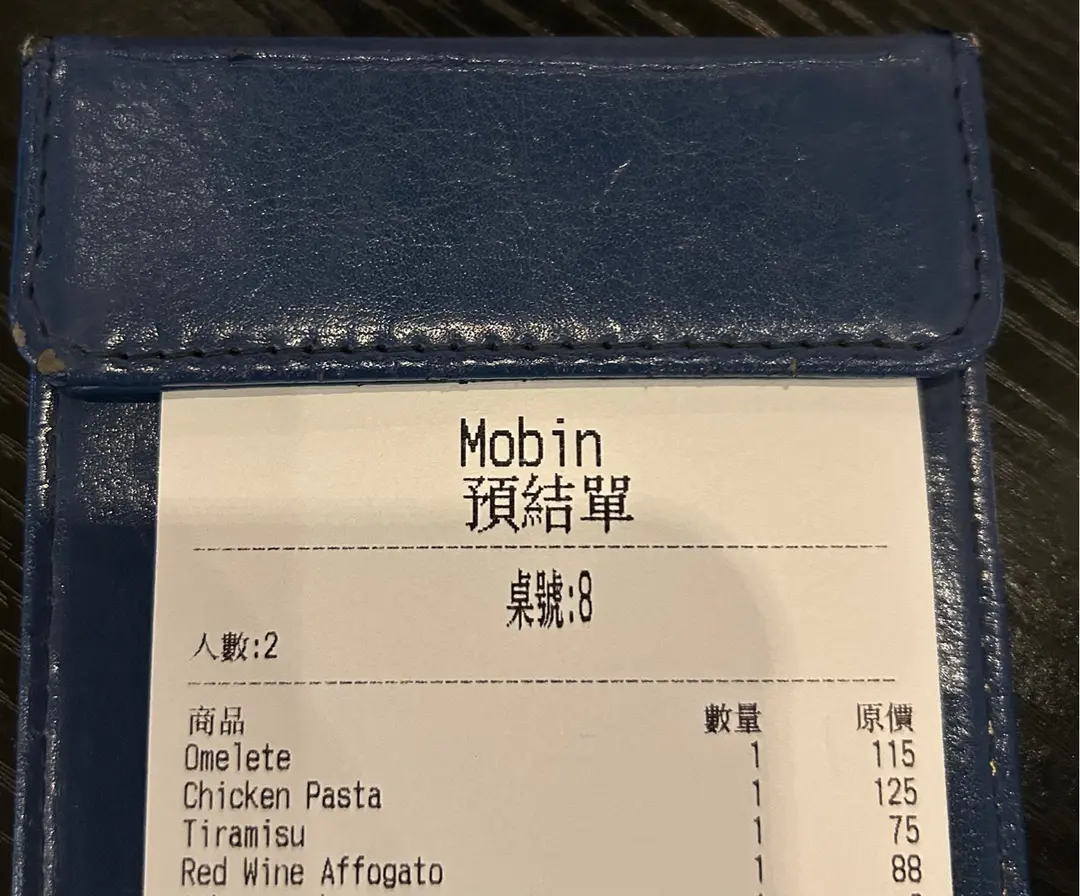 Mobin
預結單
桌號:8
人數:2
商品 數量 原價
Omelete 1 115
Chicken Pasta 1 125
Tiramisu 1 75
Red Wine Affogato 1 88